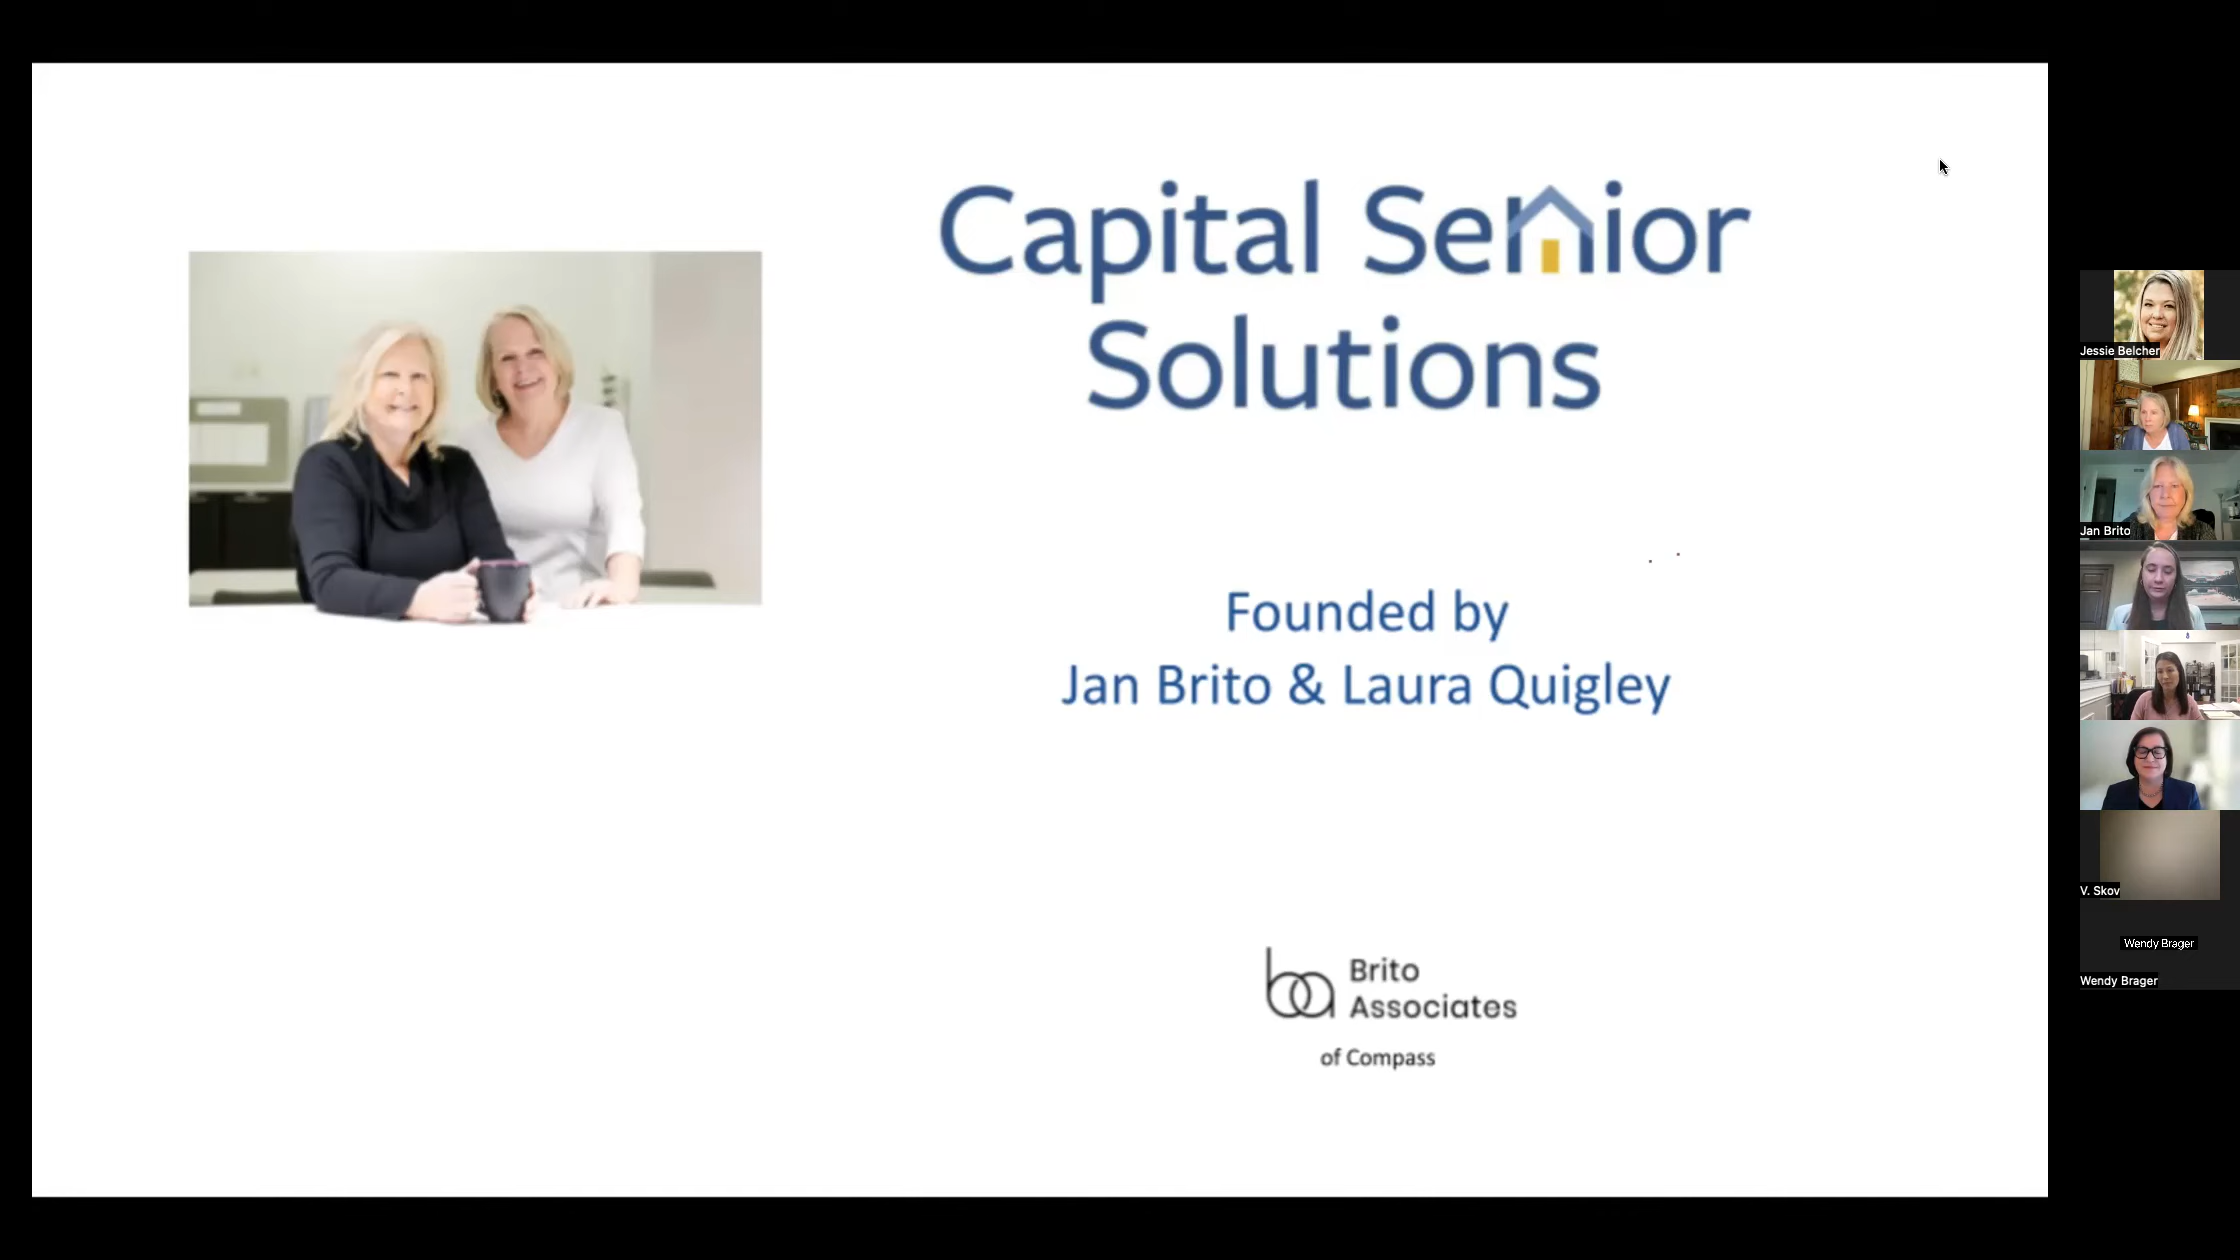 Capital Senior
Solutions
Founded by
Jan Brito & Laura Quigley
ba Brito
Associates
of Compass
Jessie Belcher
Jan Brito
V. Skov
Wendy Brager
Wendy Brager